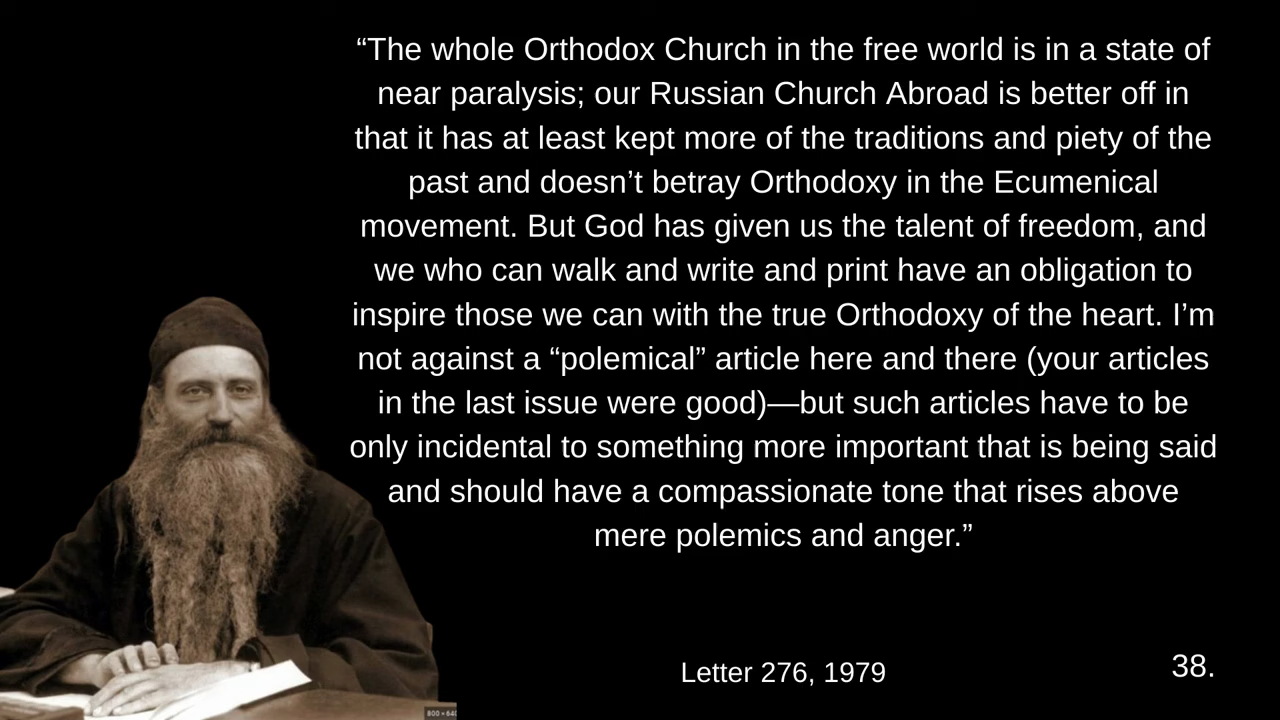 “The whole Orthodox Church in the free world is in a state of
near paralysis; our Russian Church Abroad is better off in
that it has at least kept more of the traditions and piety of the
past and doesn’t betray Orthodoxy in the Ecumenical
movement. But God has given us the talent of freedom, and
we who can walk and write and print have an obligation to
inspire those we can with the true Orthodoxy of the heart. I’m
not against a “polemical” article here and there (your articles
in the last issue were good)—but such articles have to be
only incidental to something more important that is being said
and should have a compassionate tone that rises above
mere polemics and anger.”
Letter 276, 1979
38.
800 × 640